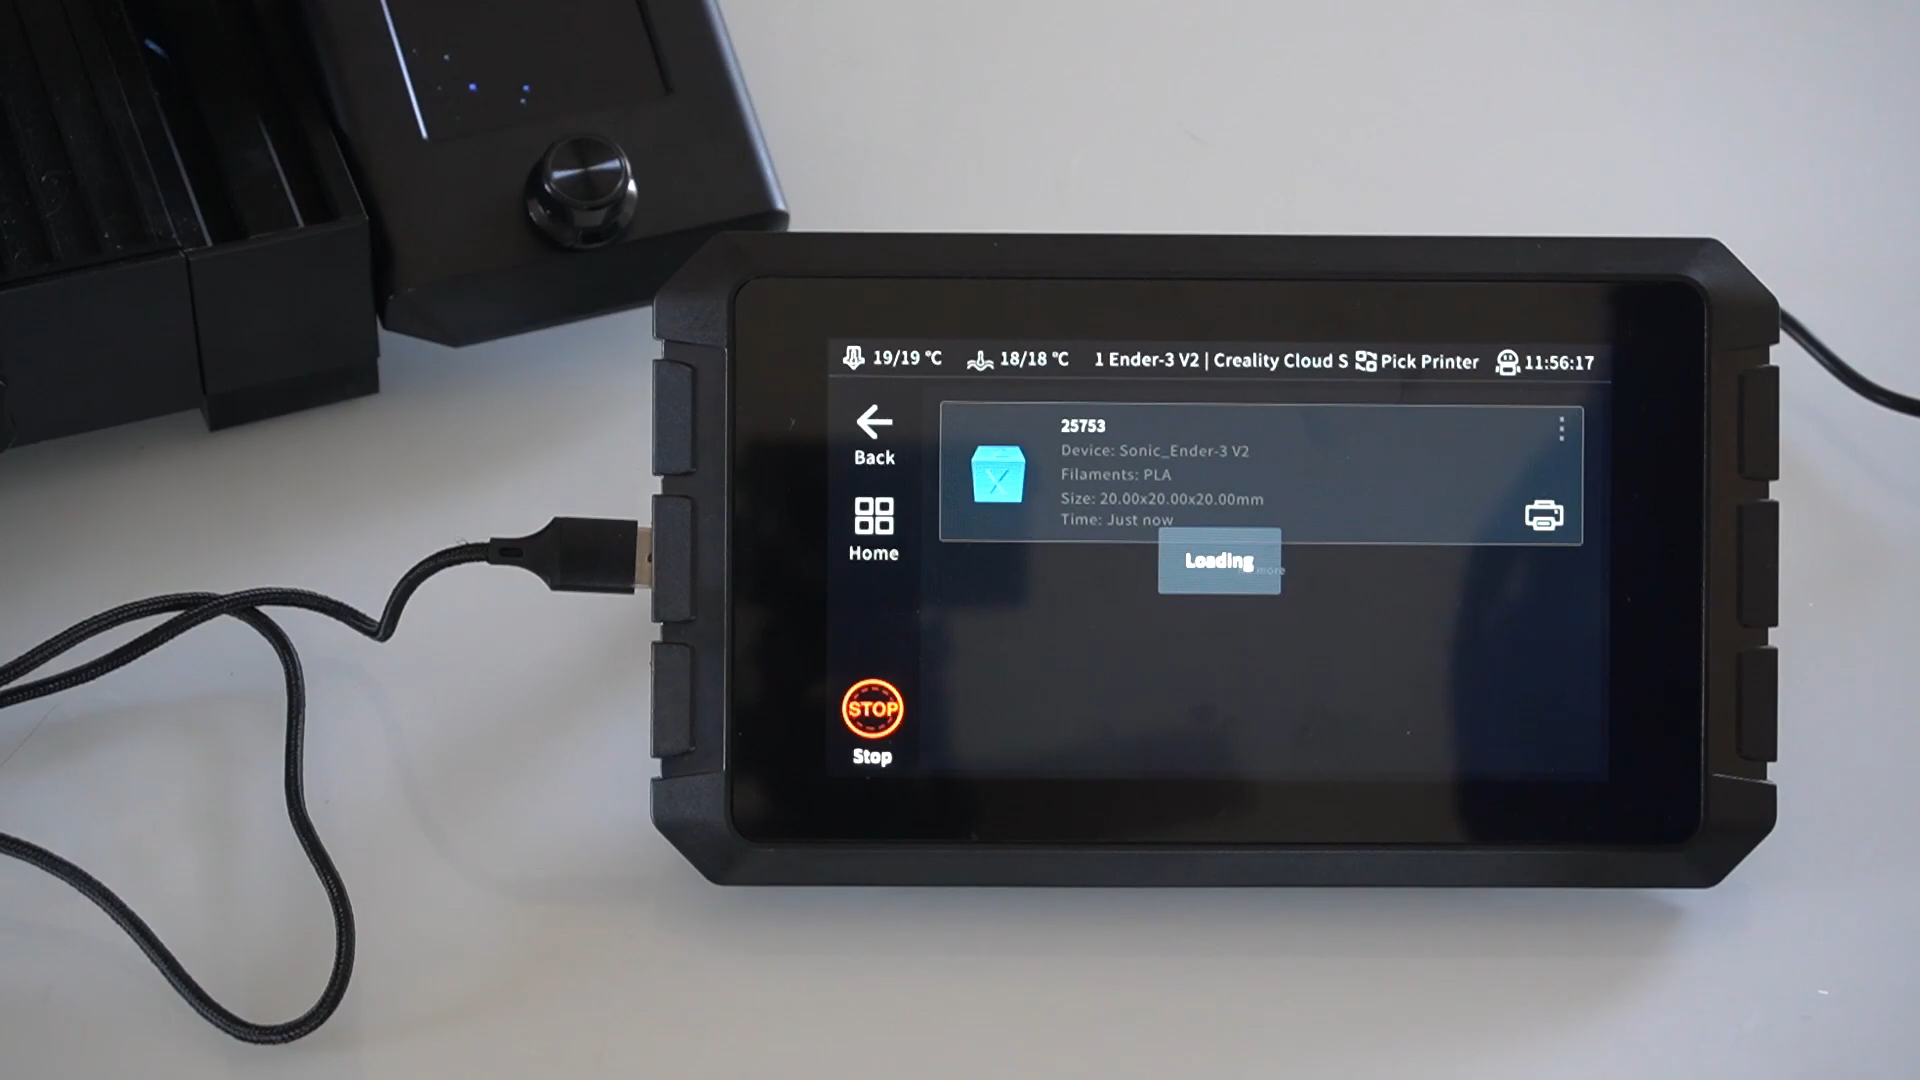 19/19 °C 18/18 °C 1 Ender-3 V2 | Creality Cloud S Pick Printer 11:56:17
Back
Home
STOP
Stop
25753
Device: Sonic_Ender-3 V2
Filaments: PLA
Size: 20.00x20.00x20.00mm
Time: Just now
X
Loading
more